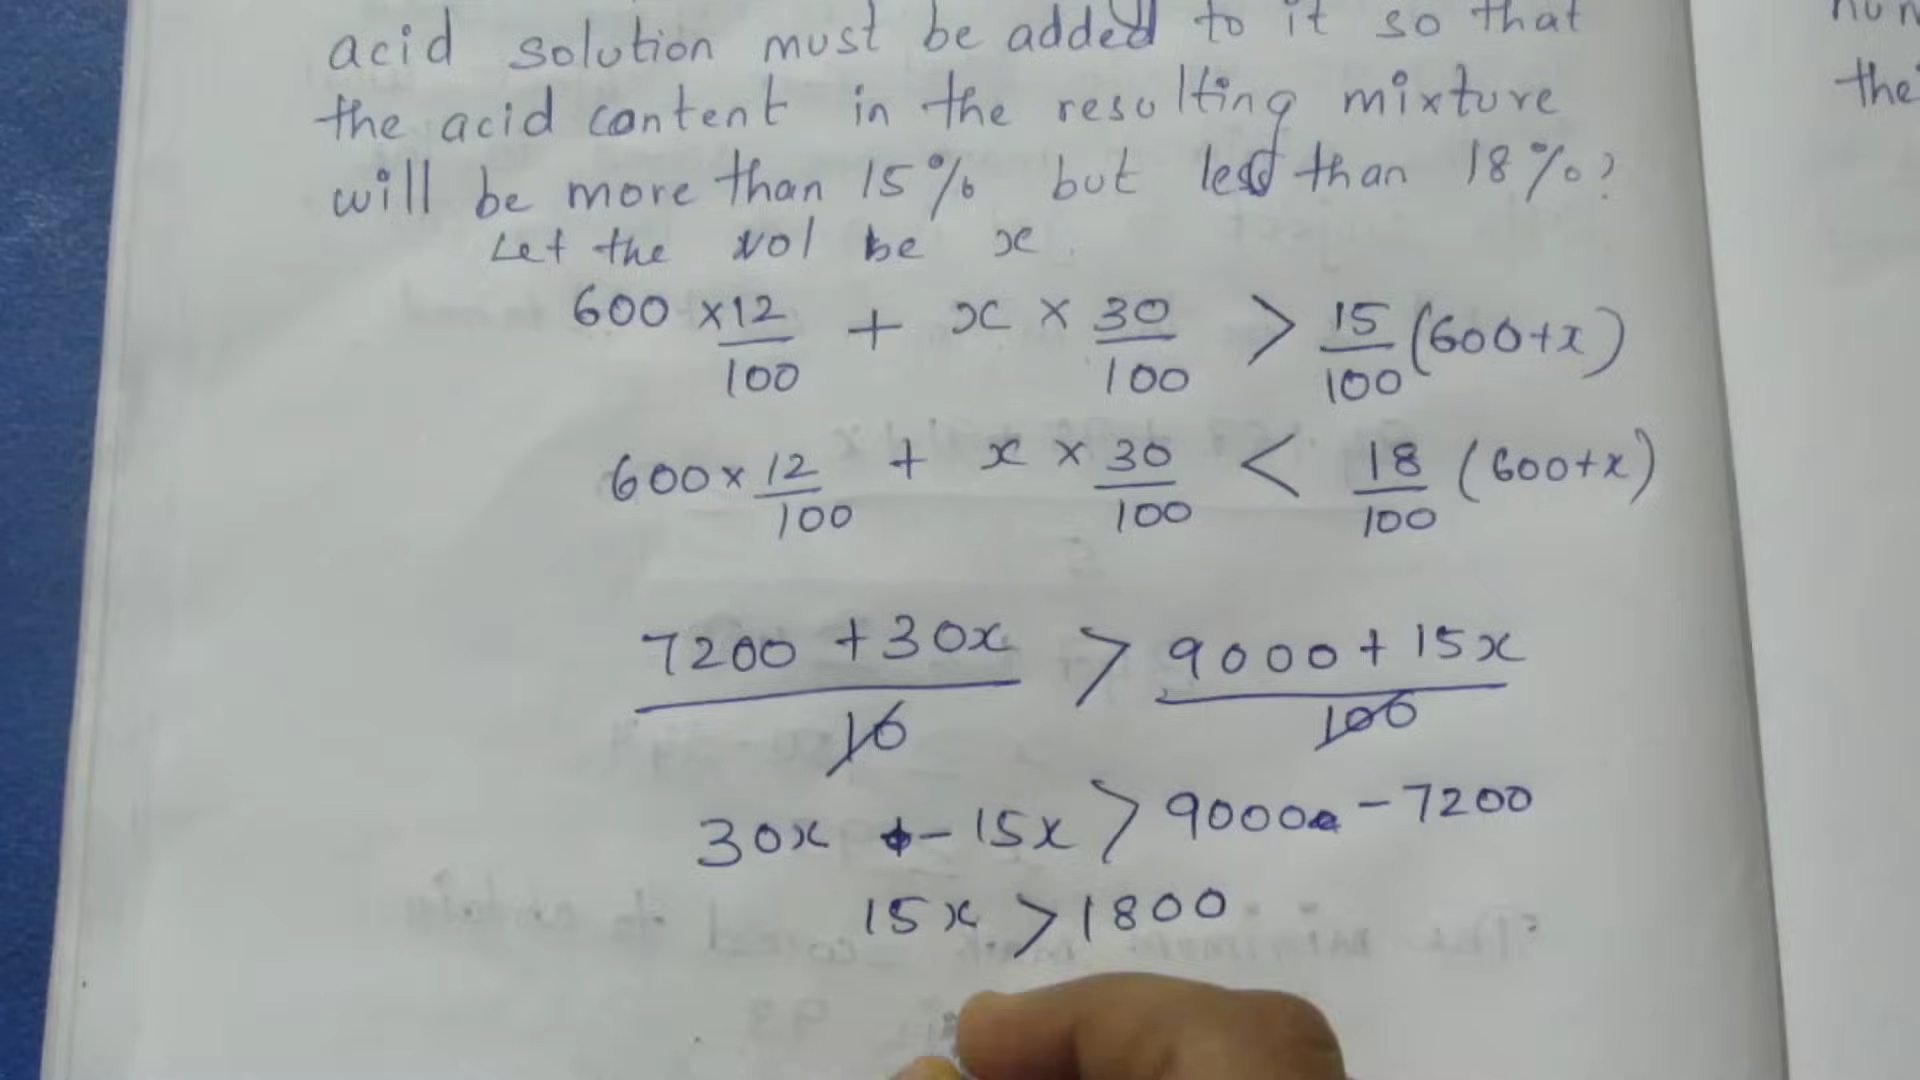 acid solution must be added to it so that
the acid content in the resulting mixture
will be more than 15% but less than 18%?
Let the vol be x
600 × 12/100 + x × 30/100 > 15/100 (600+x)
600 × 12/100 + x × 30/100 < 18/100 (600+x)
7200 + 30x / 10 > 9000 + 15x / 100
30x - 15x > 9000 - 7200
15x > 1800
the